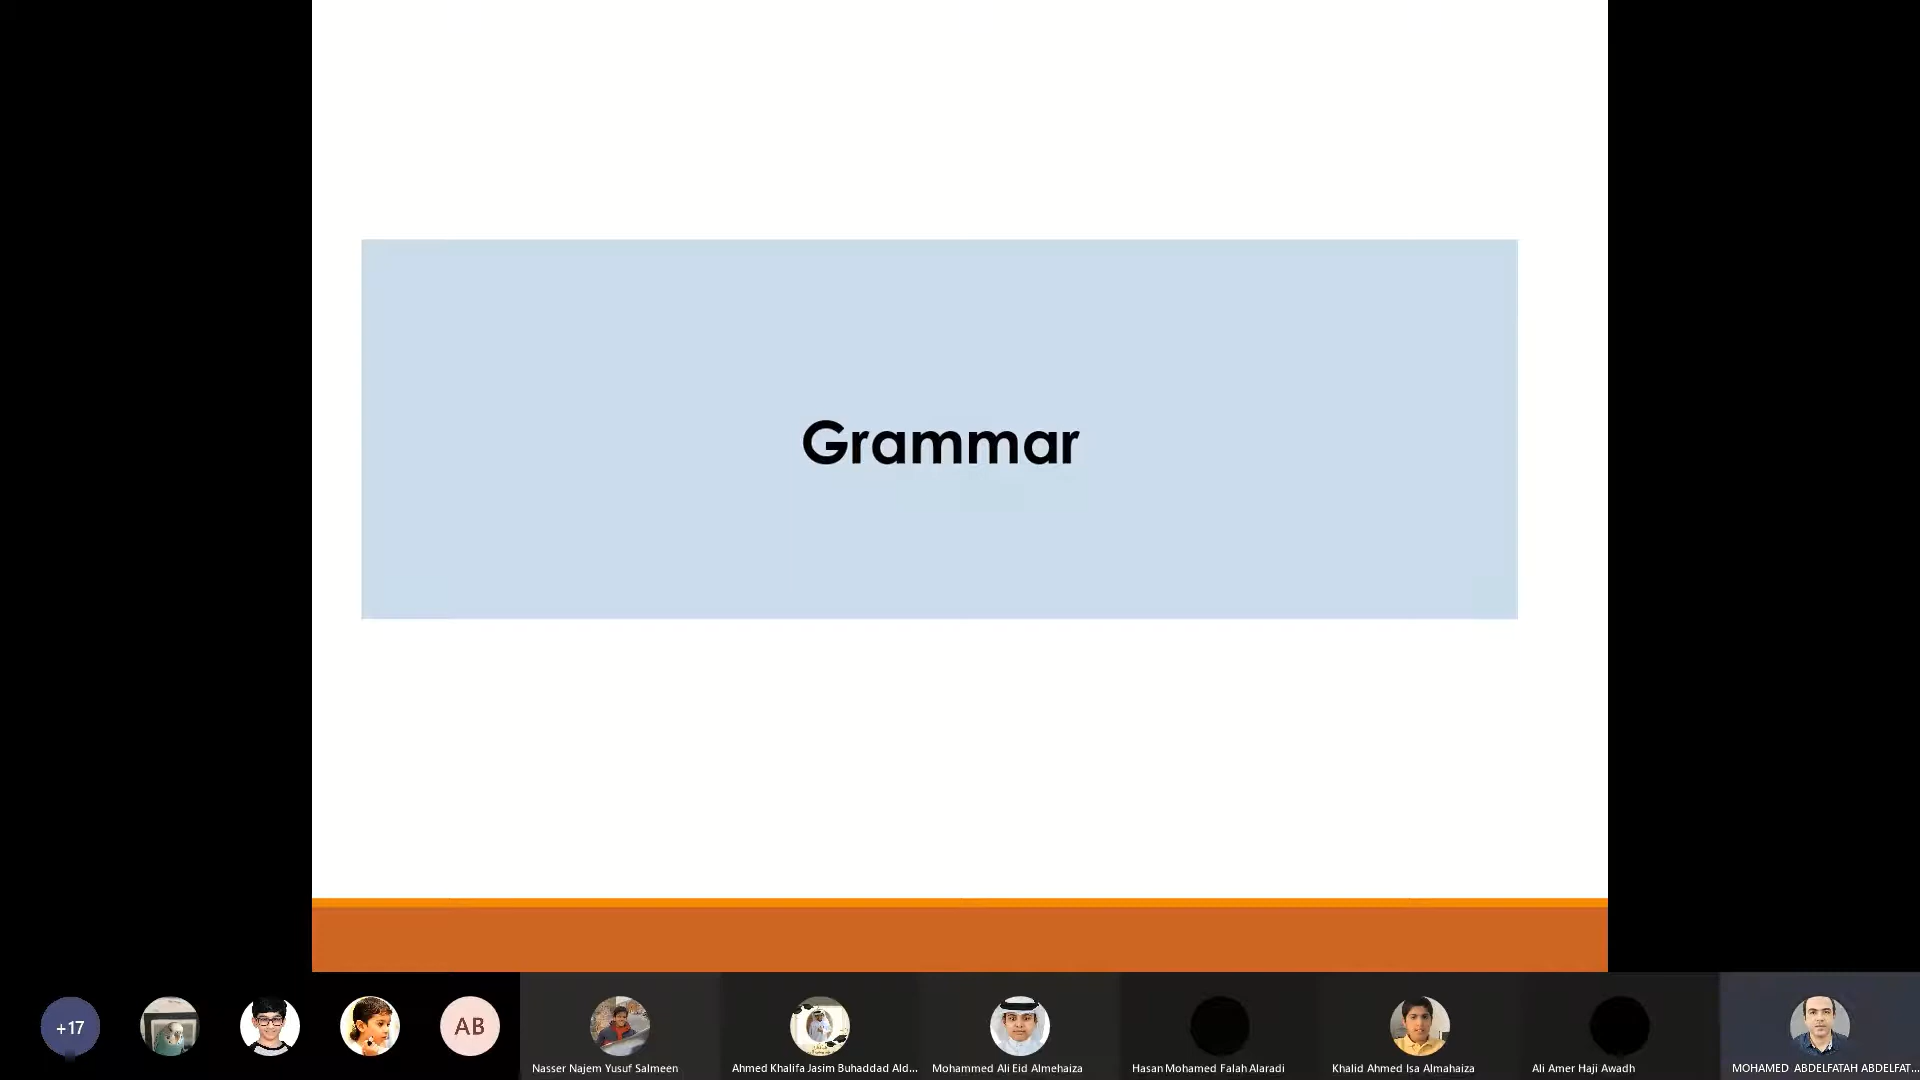 Grammar
+17
AB
Nasser Najem Yusuf Salmeen
Ahmed Khalifa Jasim Buhaddad Ald...
Mohammed Ali Eid Almehaiza
Hasan Mohamed Falah Alaradi
Khalid Ahmed Isa Almahaiza
Ali Amer Haji Awadh
MOHAMED ABDELFATAH ABDELFAT...